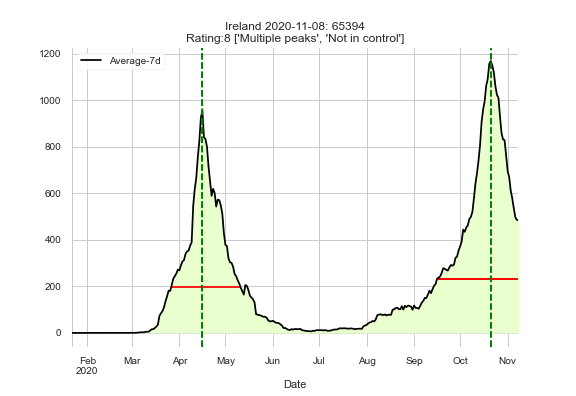 Ireland 2020-11-08: 65394
Rating:8 ['Multiple peaks', 'Not in control']
Average-7d
1200
1000
800
600
400
200
0
Feb Mar Apr May Jun Jul Aug Sep Oct Nov
2020
Date